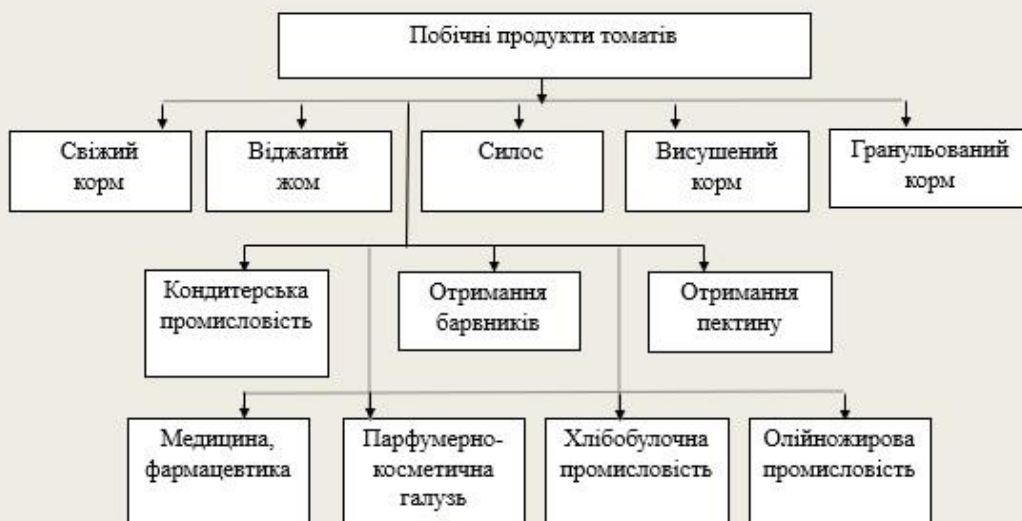 Побічні продукти томатів
Свіжий
корм
Віджатий
жом
Силос
Висушений
корм
Гранульований
корм
Кондитерська
промисловість
Отримання
барвників
Отримання
пектину
Медицина,
фармацевтика
Парфумерно-
косметична
галузь
Хлібобулочна
промисловість
Олійножирова
промисловість